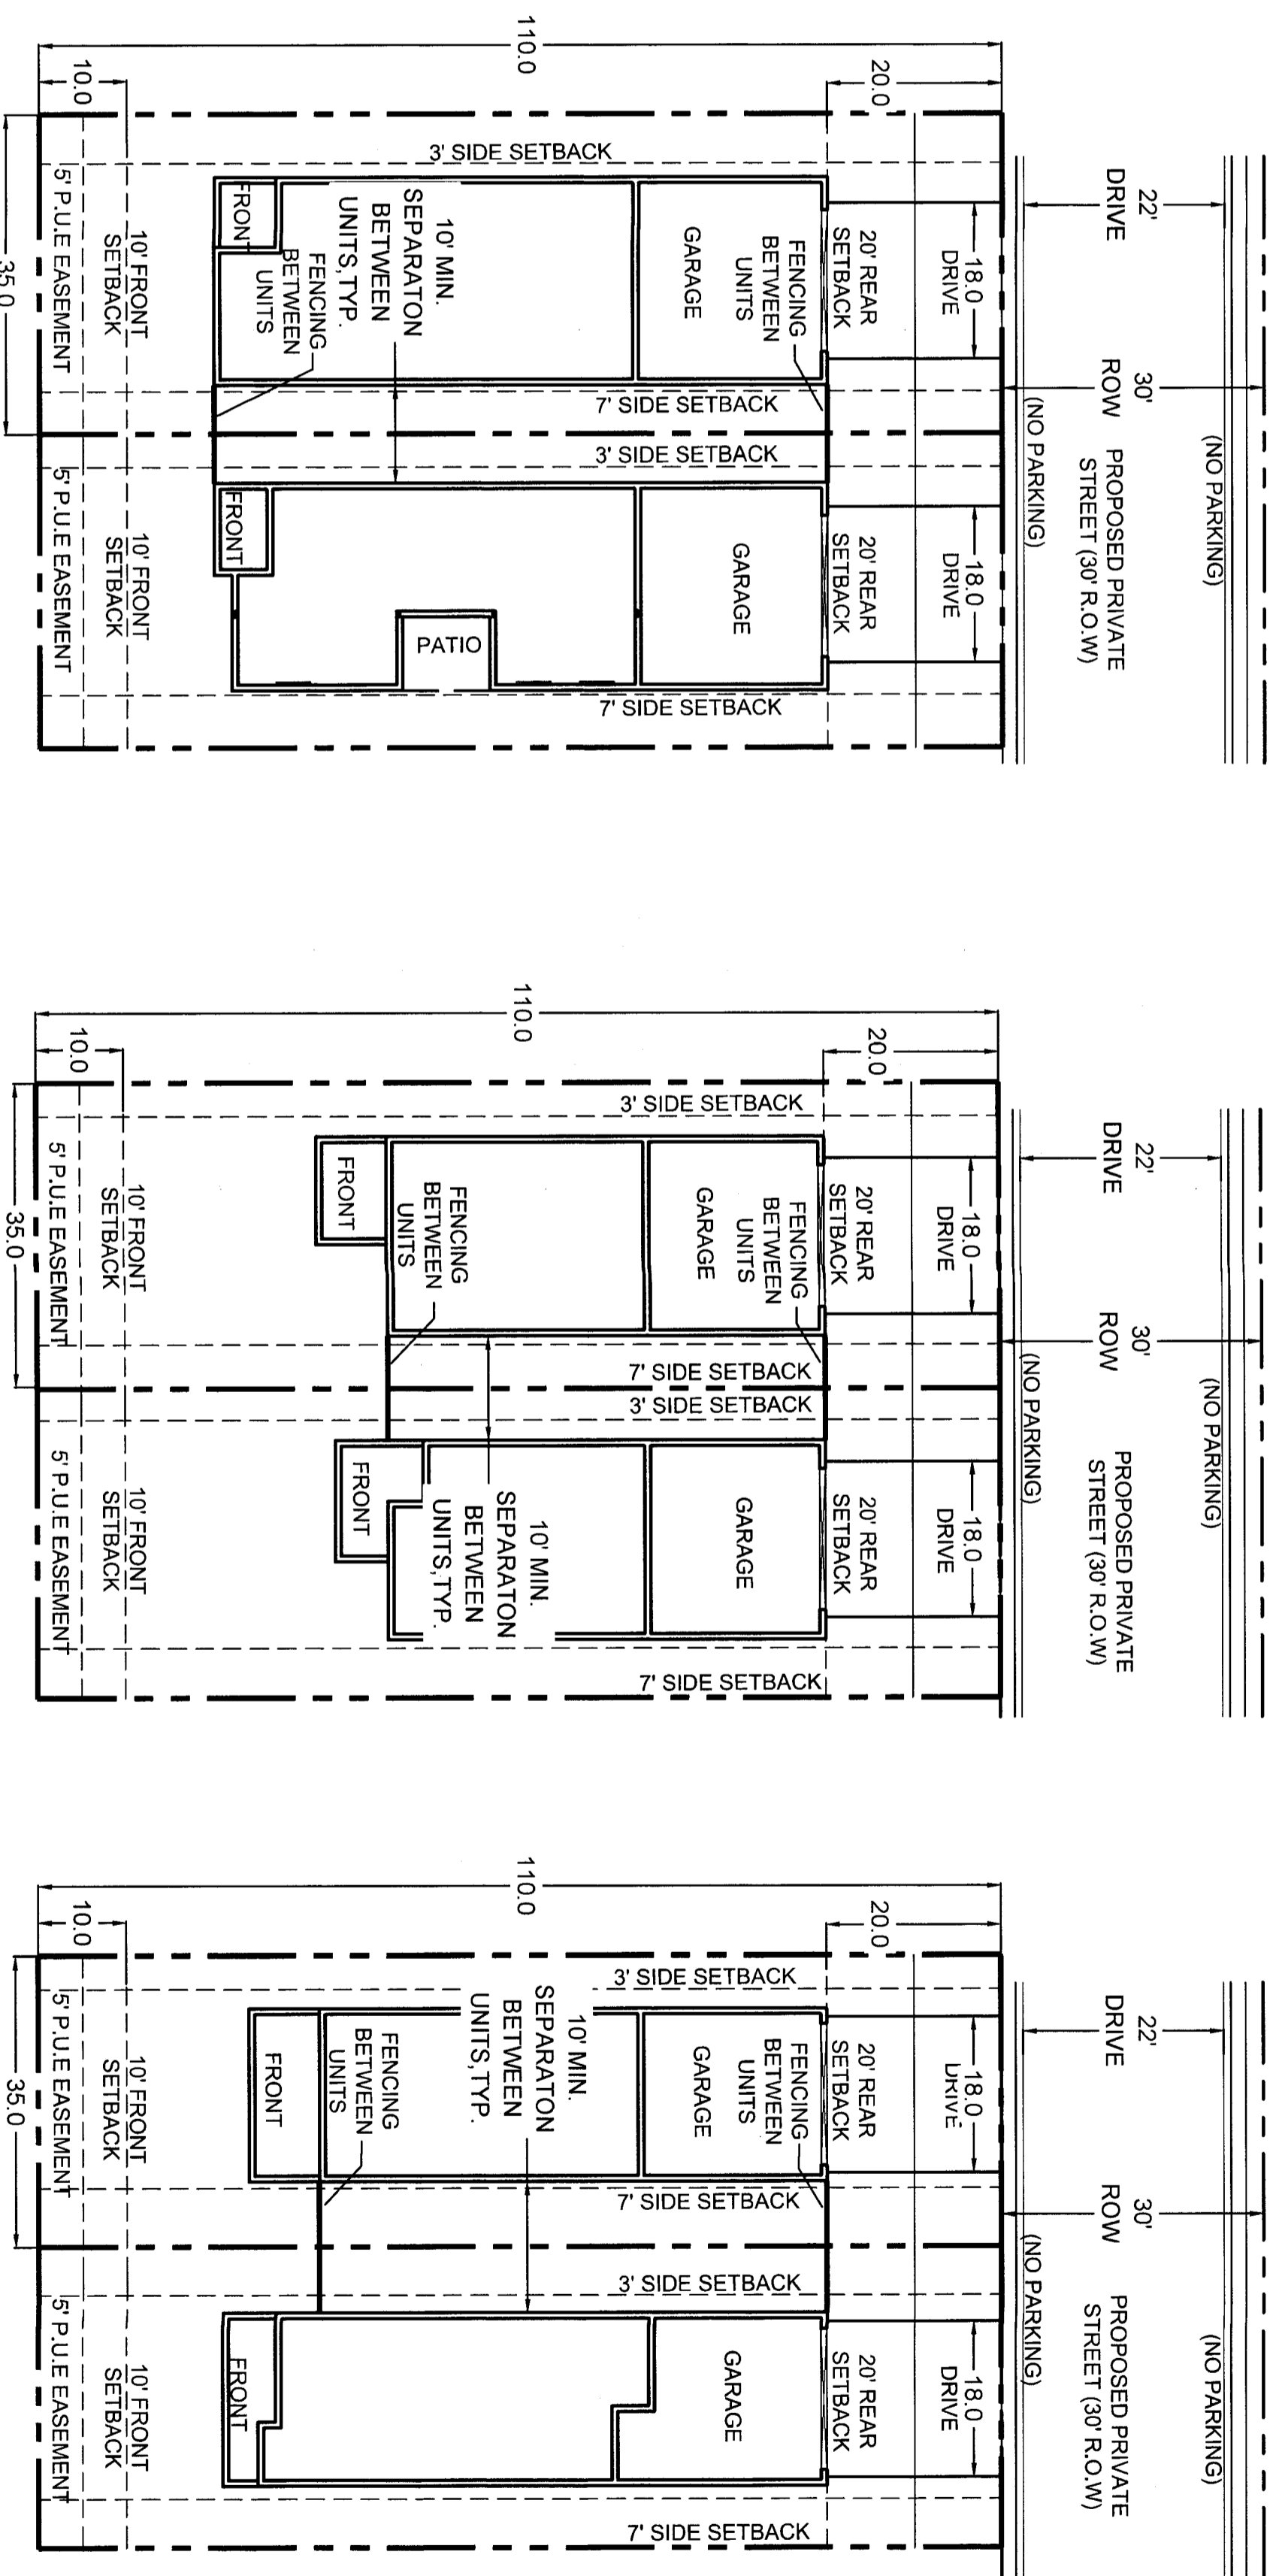 22'
DRIVE
30'
ROW
PROPOSED PRIVATE
STREET (30' R.O.W)
(NO PARKING)
(NO PARKING)
110.0
20.0
10.0
18.0
DRIVE
18.0
DRIVE
20' REAR
SETBACK
20' REAR
SETBACK
3' SIDE SETBACK
FENCING
BETWEEN
UNITS
GARAGE
GARAGE
10' MIN.
SEPARATON
BETWEEN
UNITS,TYP.
FENCING
BETWEEN
UNITS
7' SIDE SETBACK
3' SIDE SETBACK
PATIO
7' SIDE SETBACK
FRONT
FRONT
10' FRONT
SETBACK
10' FRONT
SETBACK
5' P.U.E EASEMENT
5' P.U.E EASEMENT
35.0
22'
DRIVE
30'
ROW
PROPOSED PRIVATE
STREET (30' R.O.W)
(NO PARKING)
(NO PARKING)
110.0
20.0
10.0
18.0
DRIVE
18.0
DRIVE
20' REAR
SETBACK
20' REAR
SETBACK
3' SIDE SETBACK
FENCING
BETWEEN
UNITS
GARAGE
GARAGE
7' SIDE SETBACK
3' SIDE SETBACK
10' MIN.
SEPARATON
BETWEEN
UNITS,TYP.
FENCING
BETWEEN
UNITS
7' SIDE SETBACK
FRONT
FRONT
10' FRONT
SETBACK
10' FRONT
SETBACK
5' P.U.E EASEMENT
5' P.U.E EASEMENT
35.0
22'
DRIVE
30'
ROW
PROPOSED PRIVATE
STREET (30' R.O.W)
(NO PARKING)
(NO PARKING)
110.0
20.0
10.0
18.0
DRIVE
18.0
DRIVE
20' REAR
SETBACK
20' REAR
SETBACK
3' SIDE SETBACK
FENCING
BETWEEN
UNITS
GARAGE
GARAGE
10' MIN.
SEPARATON
BETWEEN
UNITS,TYP.
FENCING
BETWEEN
UNITS
7' SIDE SETBACK
3' SIDE SETBACK
7' SIDE SETBACK
FRONT
FRONT
10' FRONT
SETBACK
10' FRONT
SETBACK
5' P.U.E EASEMENT
5' P.U.E EASEMENT
35.0